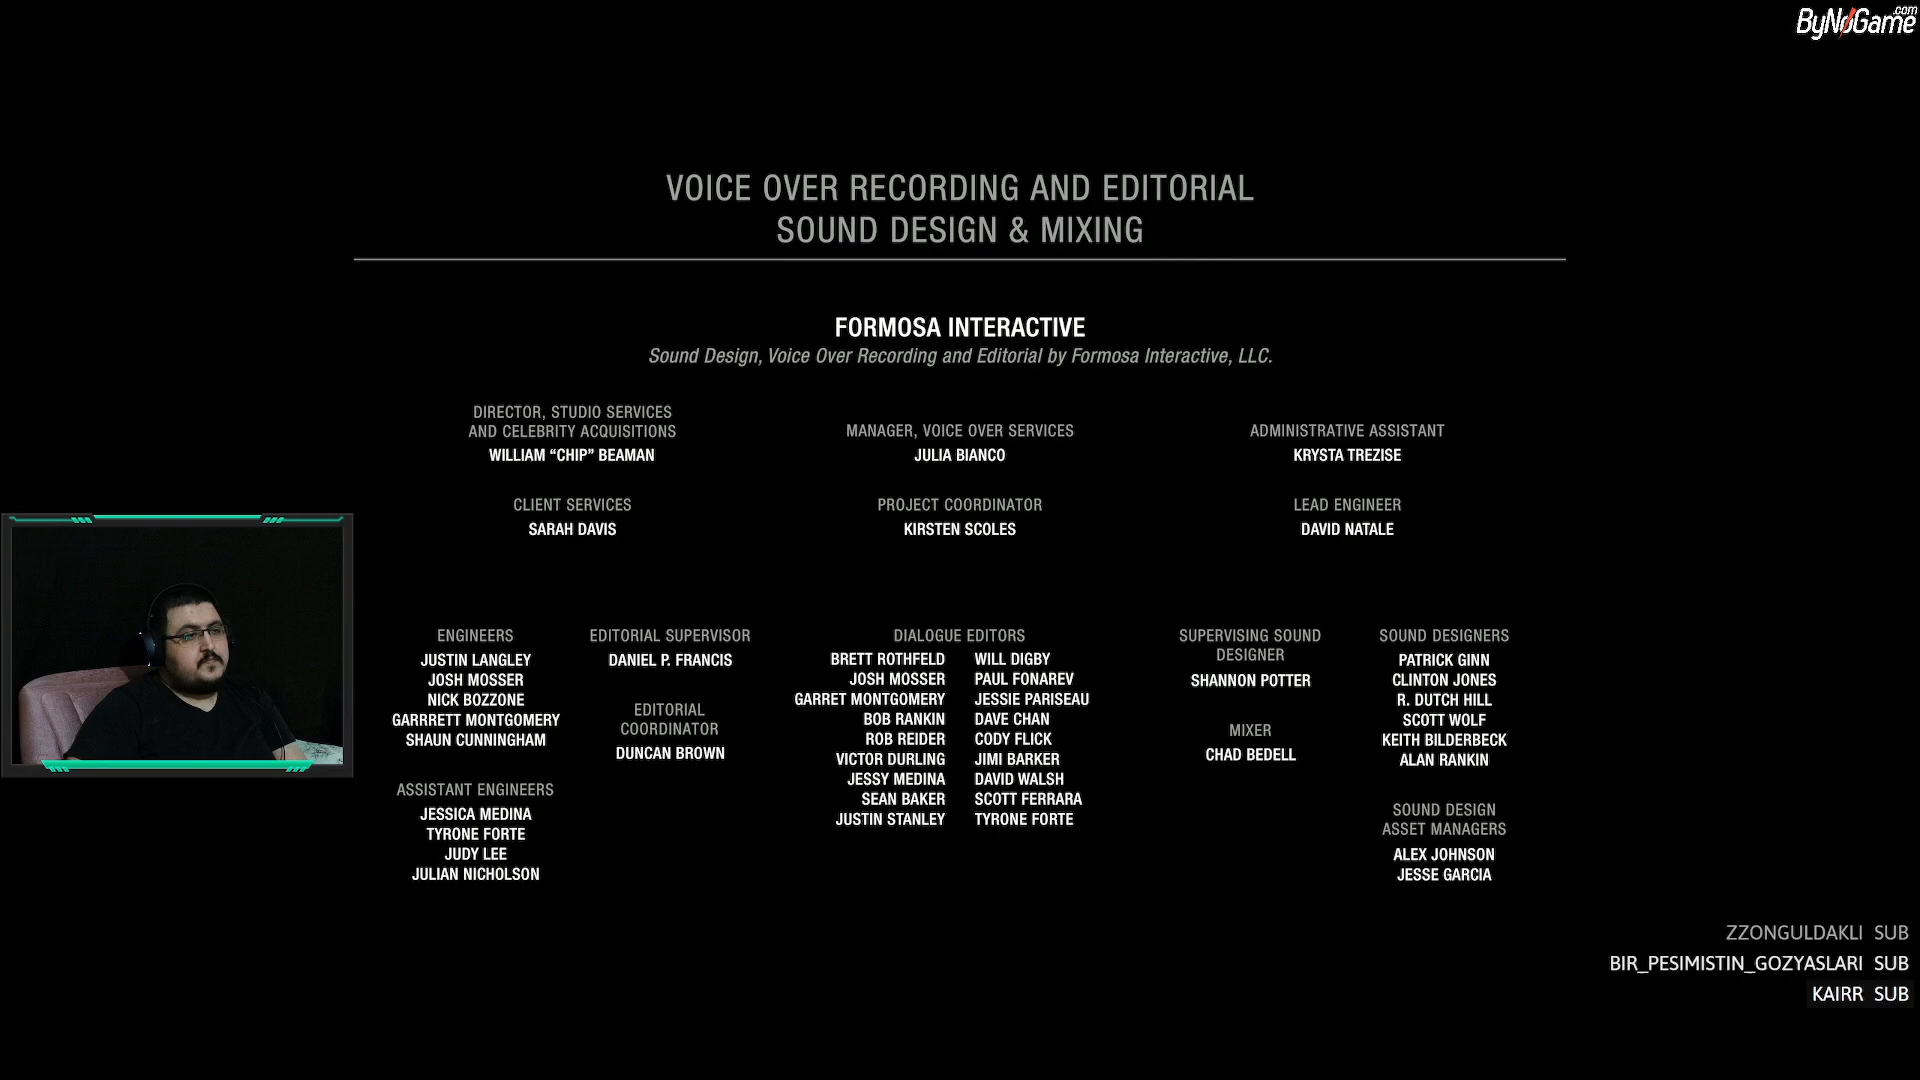 ByNoGame.com
VOICE OVER RECORDING AND EDITORIAL
SOUND DESIGN & MIXING
FORMOSA INTERACTIVE
Sound Design, Voice Over Recording and Editorial by Formosa Interactive, LLC.
DIRECTOR, STUDIO SERVICES
AND CELEBRITY ACQUISITIONS
WILLIAM “CHIP” BEAMAN
MANAGER, VOICE OVER SERVICES
JULIA BIANCO
ADMINISTRATIVE ASSISTANT
KRYSTA TREZISE
CLIENT SERVICES
SARAH DAVIS
PROJECT COORDINATOR
KIRSTEN SCOLES
LEAD ENGINEER
DAVID NATALE
ENGINEERS
JUSTIN LANGLEY
JOSH MOSSER
NICK BOZZONE
GARRRETT MONTGOMERY
SHAUN CUNNINGHAM
ASSISTANT ENGINEERS
JESSICA MEDINA
TYRONE FORTE
JUDY LEE
JULIAN NICHOLSON
EDITORIAL SUPERVISOR
DANIEL P. FRANCIS
EDITORIAL
COORDINATOR
DUNCAN BROWN
DIALOGUE EDITORS
BRETT ROTHFELD WILL DIGBY
JOSH MOSSER PAUL FONAREV
GARRET MONTGOMERY JESSIE PARISEAU
BOB RANKIN DAVE CHAN
ROB REIDER CODY FLICK
VICTOR DURLING JIMI BARKER
JESSY MEDINA DAVID WALSH
SEAN BAKER SCOTT FERRARA
JUSTIN STANLEY TYRONE FORTE
SUPERVISING SOUND
DESIGNER
SHANNON POTTER
MIXER
CHAD BEDELL
SOUND DESIGNERS
PATRICK GINN
CLINTON JONES
R. DUTCH HILL
SCOTT WOLF
KEITH BILDERBECK
ALAN RANKIN
SOUND DESIGN
ASSET MANAGERS
ALEX JOHNSON
JESSE GARCIA
ZZONGULDAKLI SUB
BIR_PESIMISTIN_GOZYASLARI SUB
KAIRR SUB